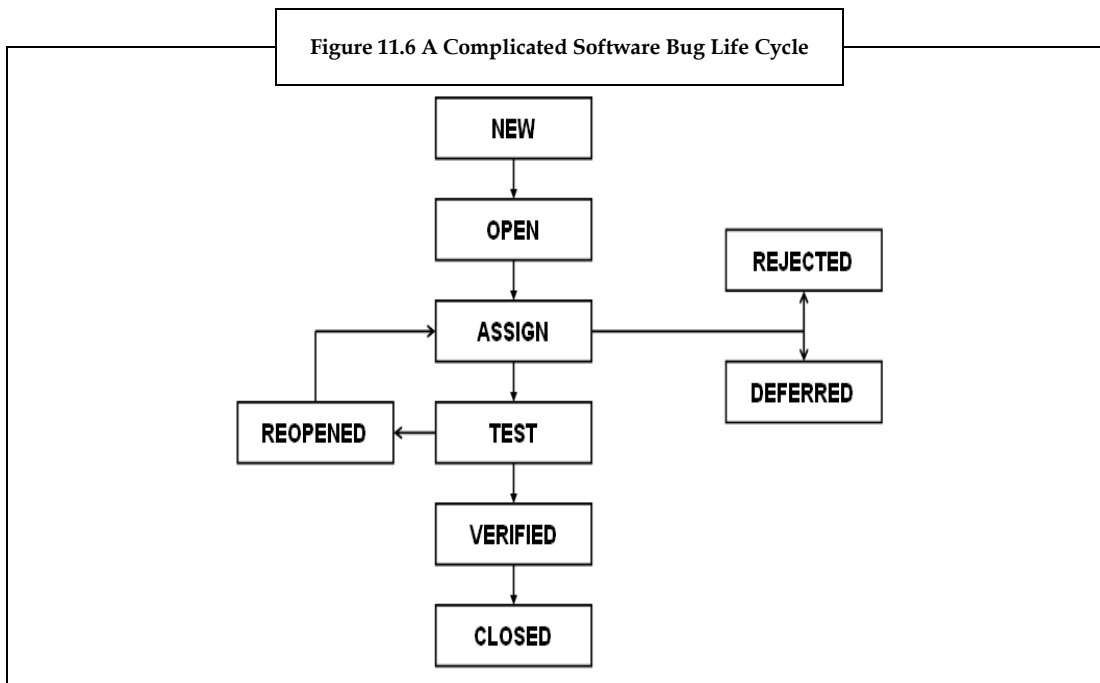 Figure 11.6 A Complicated Software Bug Life Cycle
NEW
OPEN
REJECTED
ASSIGN
DEFERRED
REOPENED
TEST
VERIFIED
CLOSED